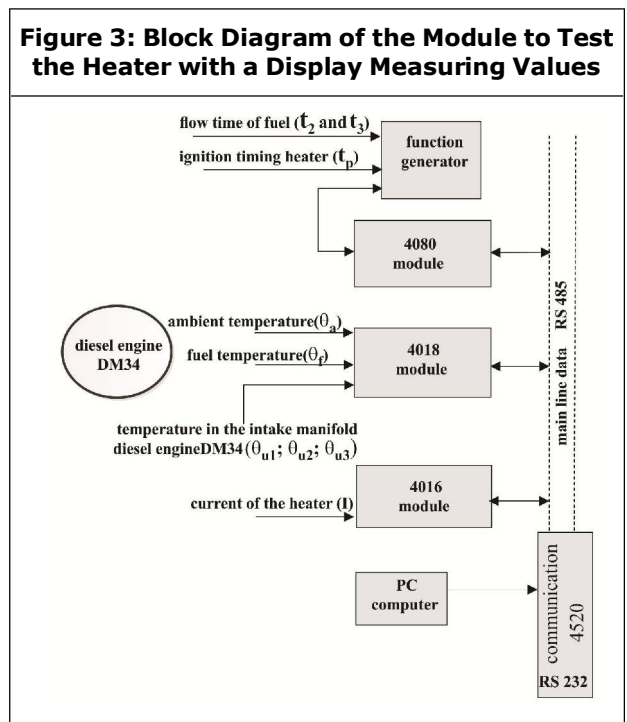 Figure 3: Block Diagram of the Module to Test
the Heater with a Display Measuring Values
flow time of fuel (t₂ and t₃)
ignition timing heater (tₚ)
function
generator
4080
module
main line data RS 485
diesel engine
DM34
ambient temperature(θₐ)
fuel temperature(θf)
4018
module
temperature in the intake manifold
diesel engineDM34(θu1; θu2; θu3)
current of the heater (I)
4016
module
PC
computer
communication
4520
RS 232